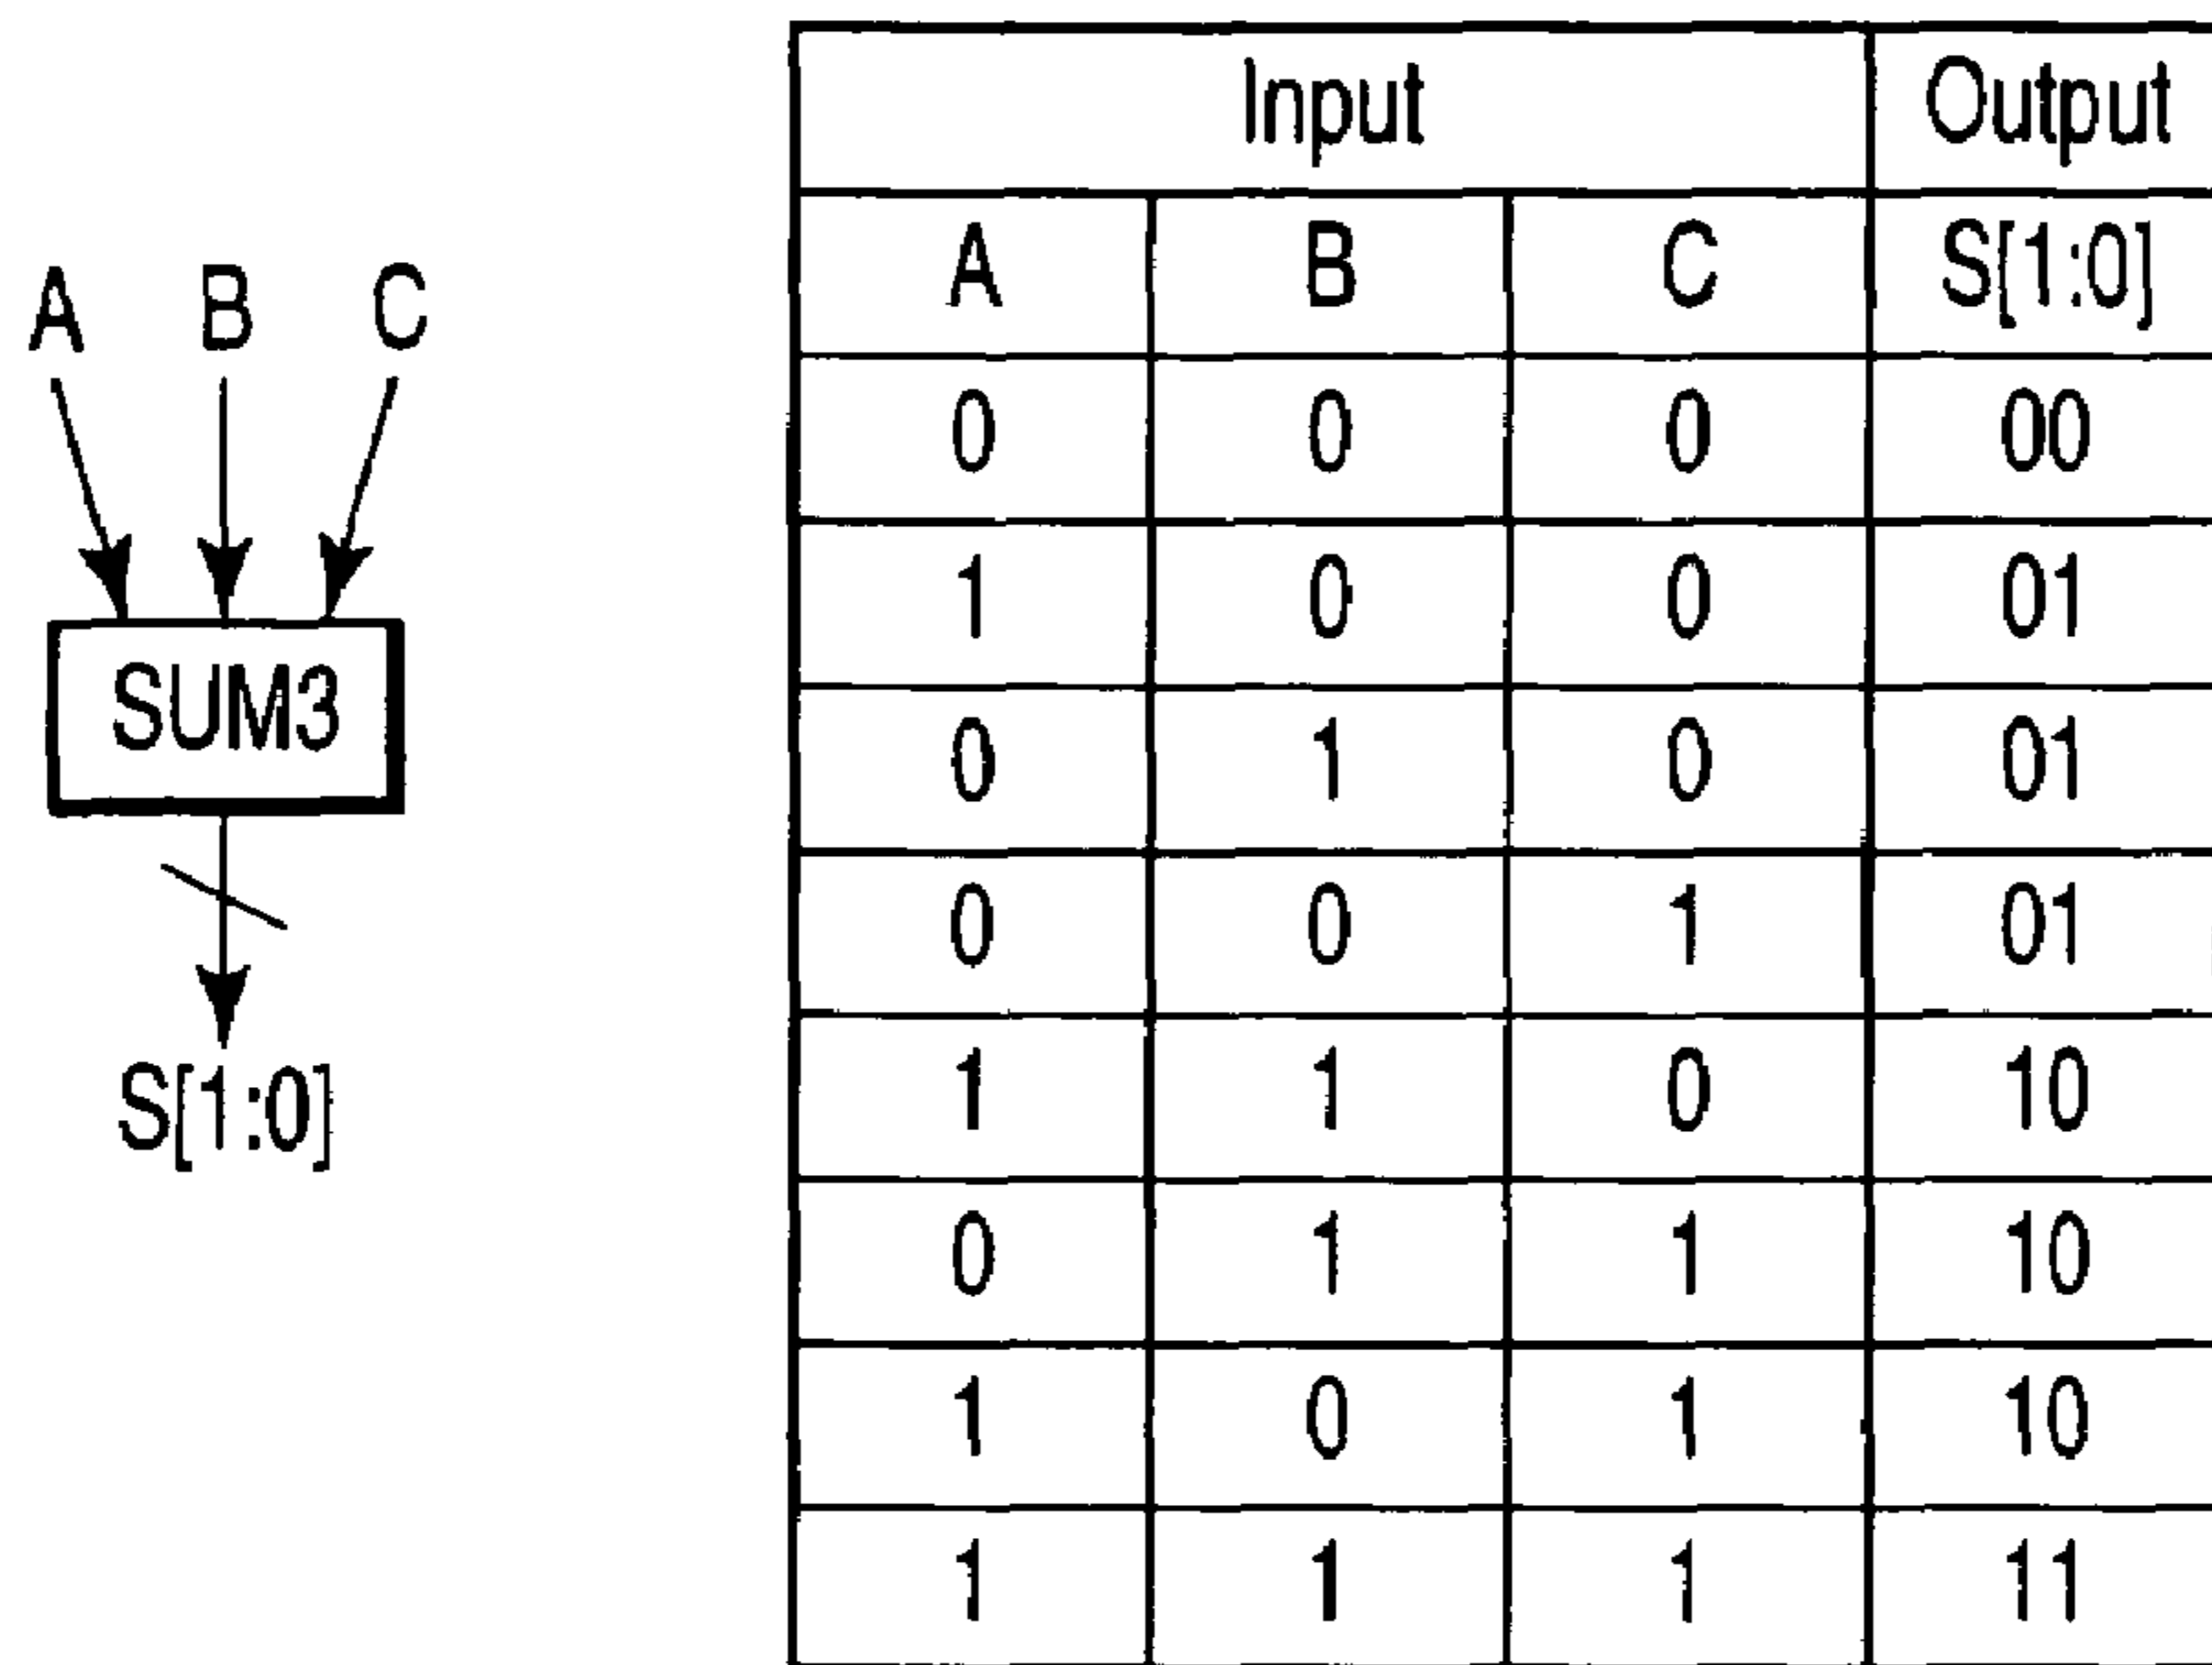 A B C
SUM3
S[1:0]
Input Output
A B C S[1:0]
0 0 0 00
1 0 0 01
0 1 0 01
0 0 1 01
1 1 0 10
0 1 1 10
1 0 1 10
1 1 1 11